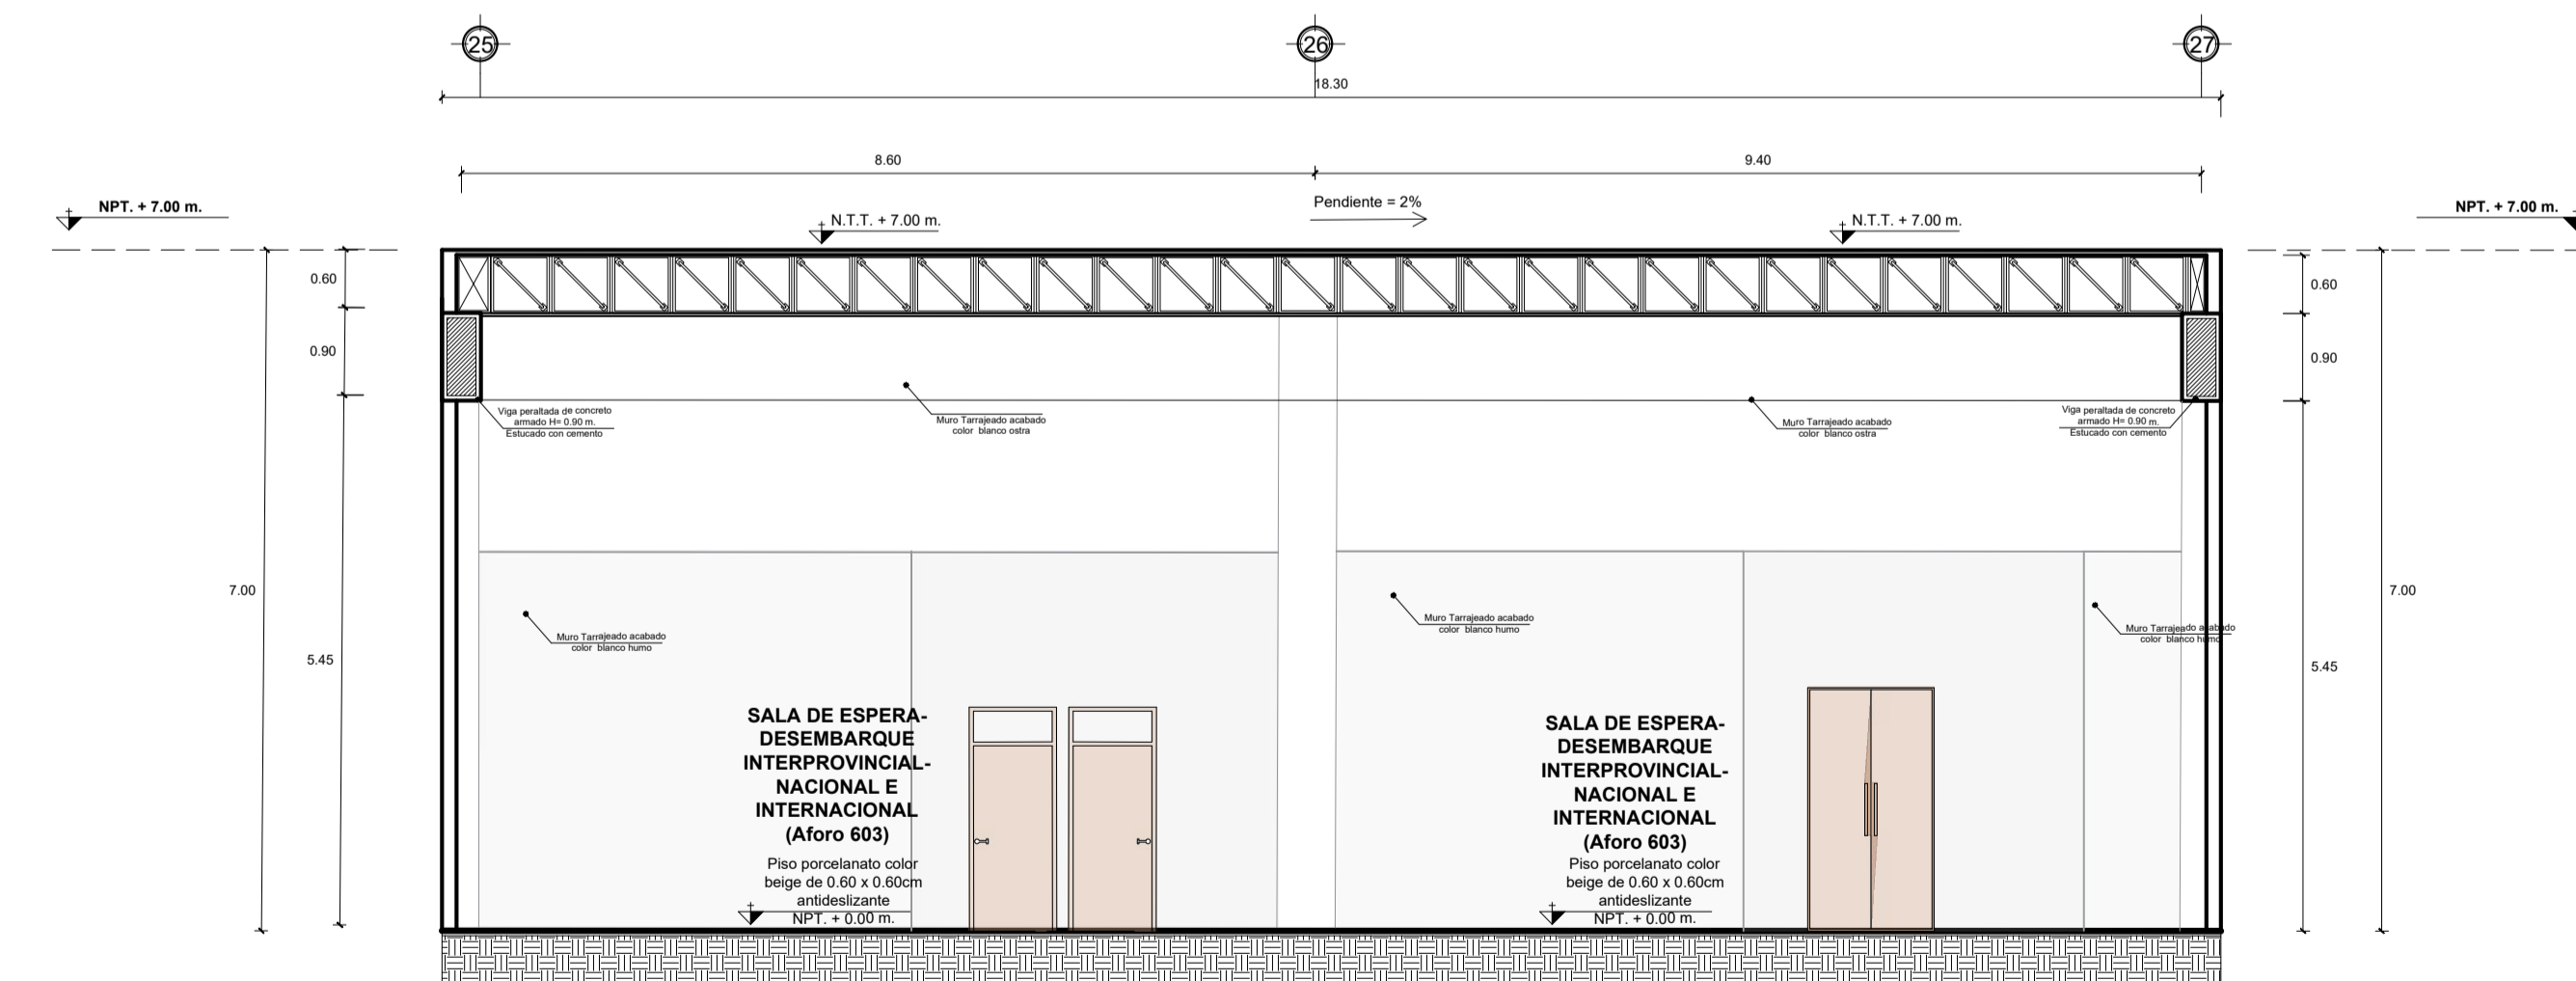 25
26
27
18.30
8.60
9.40
Pendiente = 2%
NPT. + 7.00 m.
NPT. + 7.00 m.
N.T.T. + 7.00 m.
N.T.T. + 7.00 m.
0.60
0.60
0.90
0.90
Viga peraltada de concreto
armado H= 0.90 m.
Estucado con cemento
Muro Tarrajeado acabado
color blanco ostra
Muro Tarrajeado acabado
color blanco ostra
Viga peraltada de concreto
armado H= 0.90 m.
Estucado con cemento
7.00
7.00
5.45
5.45
Muro Tarrajeado acabado
color blanco humo
Muro Tarrajeado acabado
color blanco humo
Muro Tarrajeado acabado
color blanco humo
SALA DE ESPERA-
DESEMBARQUE
INTERPROVINCIAL-
NACIONAL E
INTERNACIONAL
(Aforo 603)
Piso porcelanato color
beige de 0.60 x 0.60cm
antideslizante
NPT. + 0.00 m.
SALA DE ESPERA-
DESEMBARQUE
INTERPROVINCIAL-
NACIONAL E
INTERNACIONAL
(Aforo 603)
Piso porcelanato color
beige de 0.60 x 0.60cm
antideslizante
NPT. + 0.00 m.